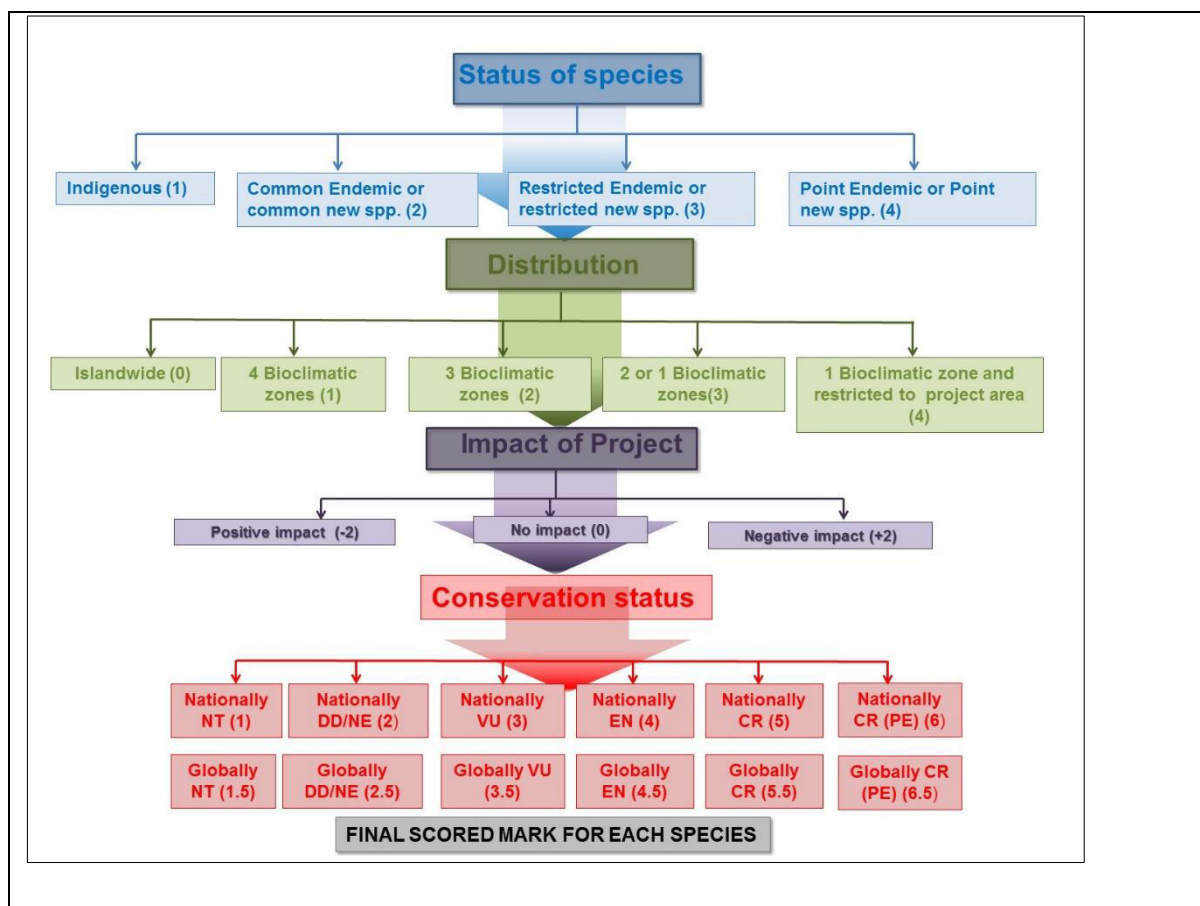 Status of species
Indigenous (1)
Common Endemic or
common new spp. (2)
Restricted Endemic or
restricted new spp. (3)
Point Endemic or Point
new spp. (4)
Distribution
Islandwide (0)
4 Bioclimatic
zones (1)
3 Bioclimatic
zones (2)
2 or 1 Bioclimatic
zones(3)
1 Bioclimatic zone and
restricted to project area
(4)
Impact of Project
Positive impact (-2)
No impact (0)
Negative impact (+2)
Conservation status
Nationally
NT (1)
Nationally
DD/NE (2)
Nationally
VU (3)
Nationally
EN (4)
Nationally
CR (5)
Nationally
CR (PE) (6)
Globally
NT (1.5)
Globally
DD/NE (2.5)
Globally VU
(3.5)
Globally
EN (4.5)
Globally
CR (5.5)
Globally CR
(PE) (6.5)
FINAL SCORED MARK FOR EACH SPECIES